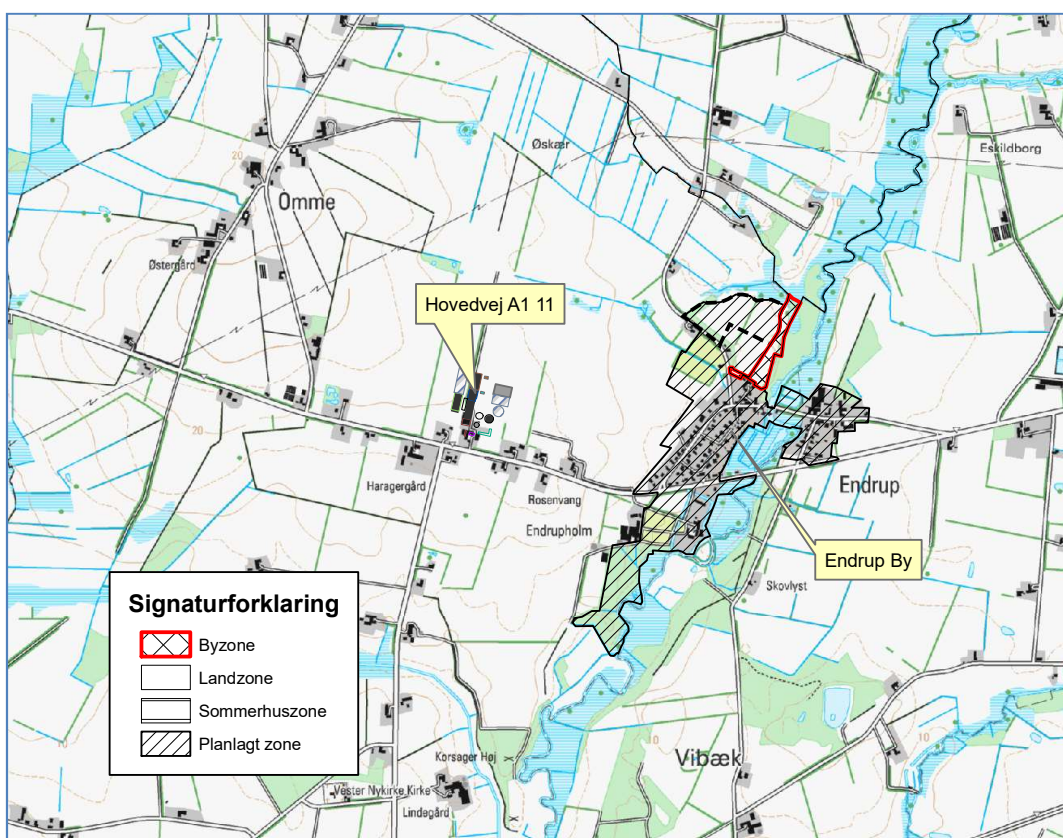 Øskær
Eskildborg
20
Omme
10
Østergård
Hovedvej A1 11
20
Haragergård
Rosenvang
Endrup
Endrupholm
Endrup By
Skovlyst
Signaturforklaring
Byzone
Landzone
Sommerhuszone
Planlagt zone
10
10
Vibæk
Korsager Høj
Vester Nykirke Kirke
Lindegård